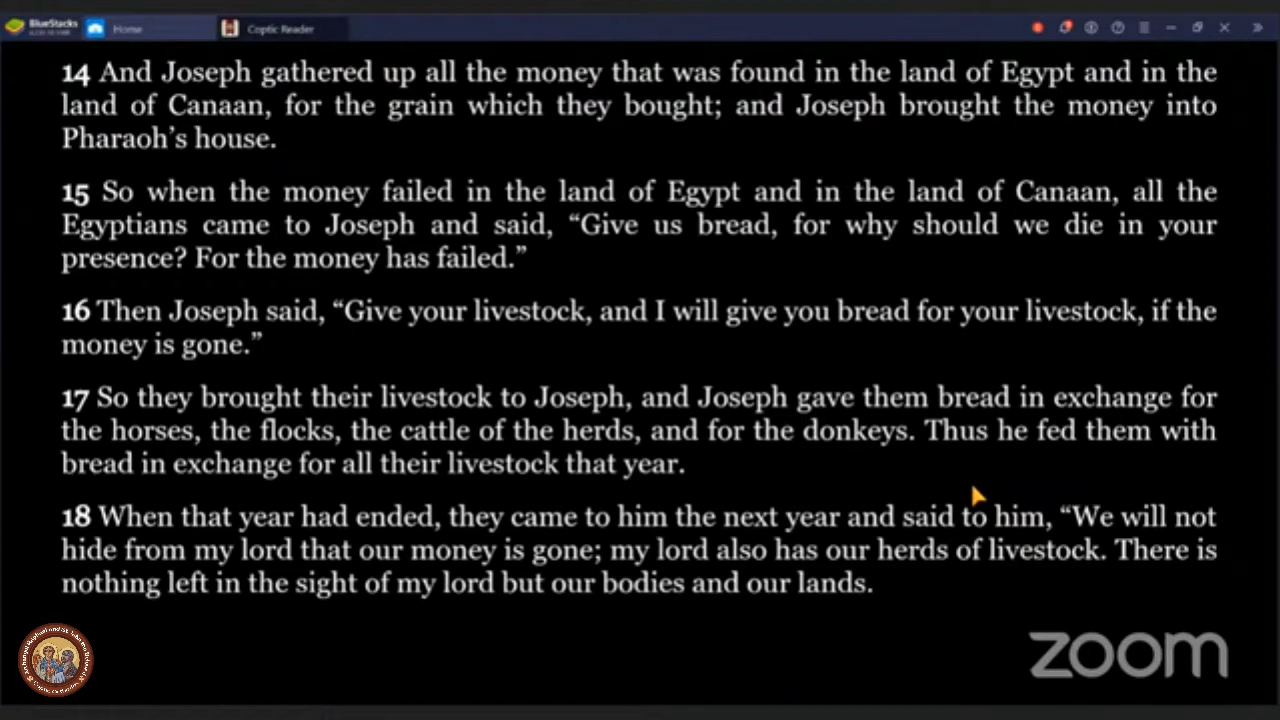 BlueStacks
Home
Coptic Reader
14 And Joseph gathered up all the money that was found in the land of Egypt and in the
land of Canaan, for the grain which they bought; and Joseph brought the money into
Pharaoh’s house.
15 So when the money failed in the land of Egypt and in the land of Canaan, all the
Egyptians came to Joseph and said, “Give us bread, for why should we die in your
presence? For the money has failed.”
16 Then Joseph said, “Give your livestock, and I will give you bread for your livestock, if the
money is gone.”
17 So they brought their livestock to Joseph, and Joseph gave them bread in exchange for
the horses, the flocks, the cattle of the herds, and for the donkeys. Thus he fed them with
bread in exchange for all their livestock that year.
18 When that year had ended, they came to him the next year and said to him, “We will not
hide from my lord that our money is gone; my lord also has our herds of livestock. There is
nothing left in the sight of my lord but our bodies and our lands.
zoom